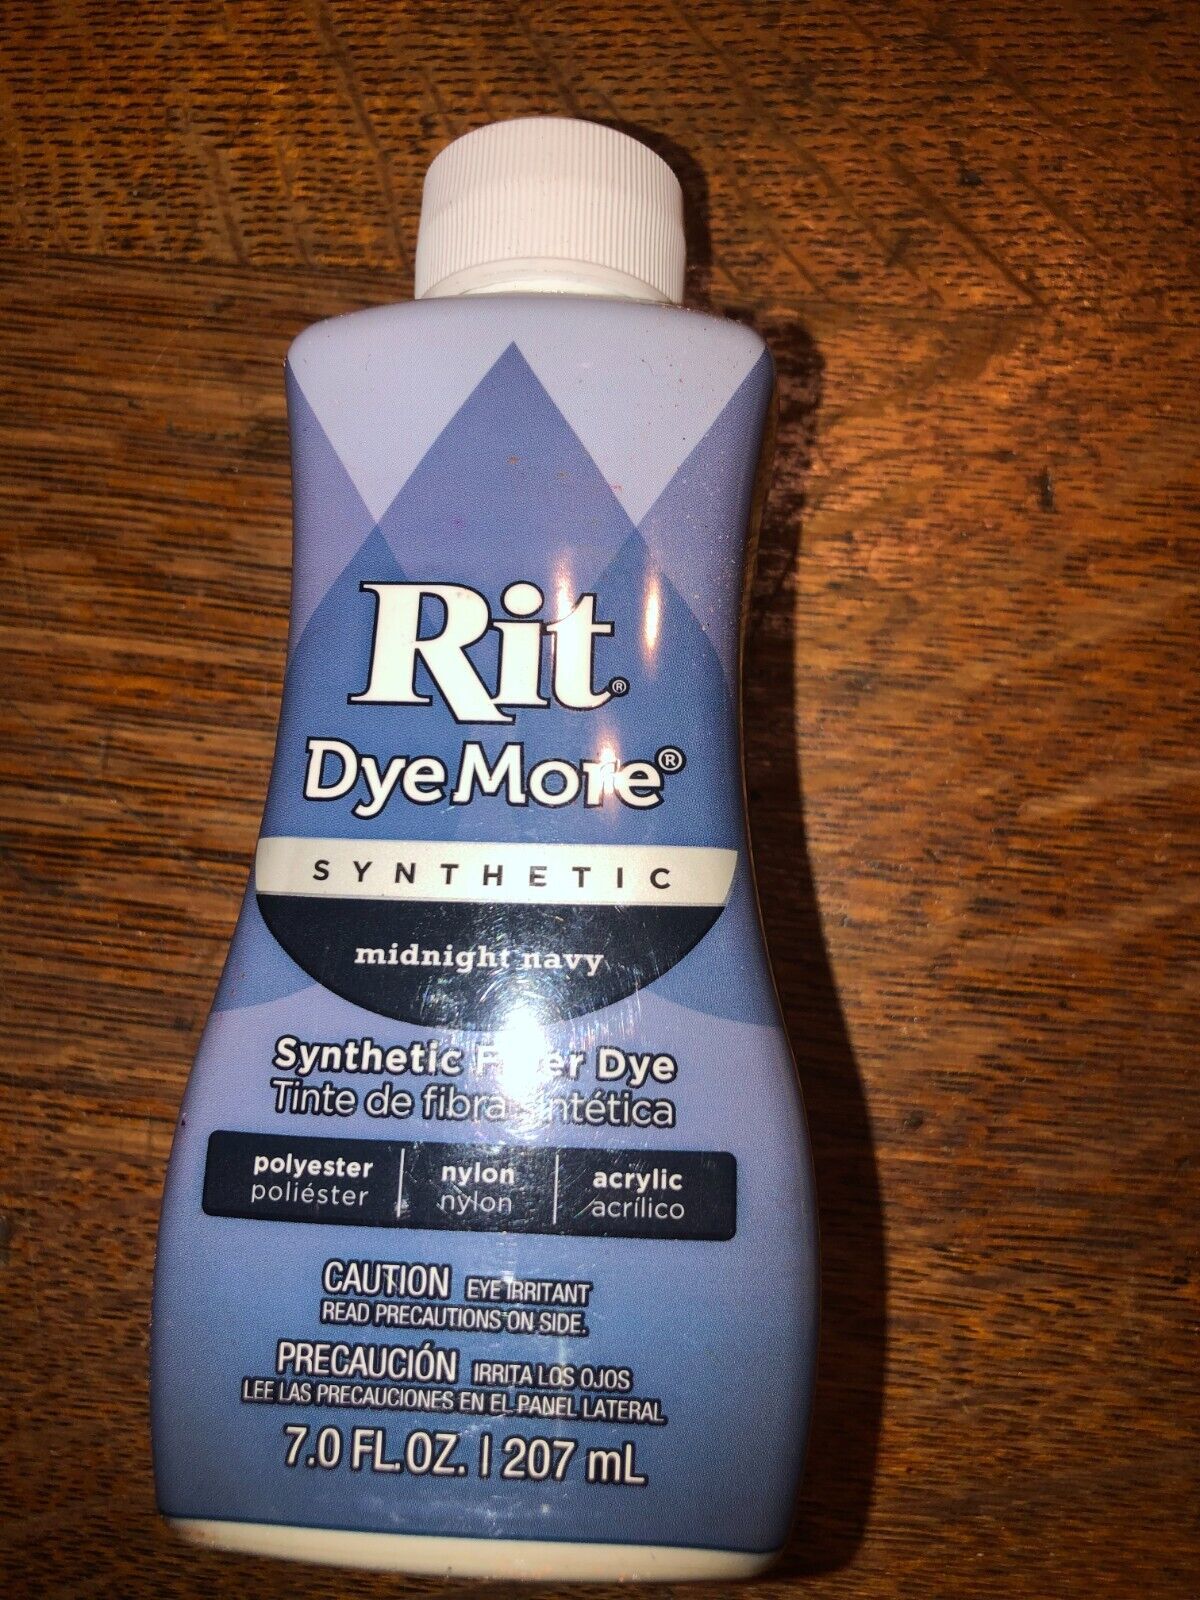 Rit®
DyeMore®
SYNTHETIC
midnight navy
Synthetic Fiber Dye
Tinte de fibra sintética
polyester | nylon | acrylic
poliéster | nylon | acrílico
CAUTION EYE IRRITANT
READ PRECAUTIONS ON SIDE.
PRECAUCIÓN IRRITA LOS OJOS
LEE LAS PRECAUCIONES EN EL PANEL LATERAL
7.0 FL.OZ. | 207 mL